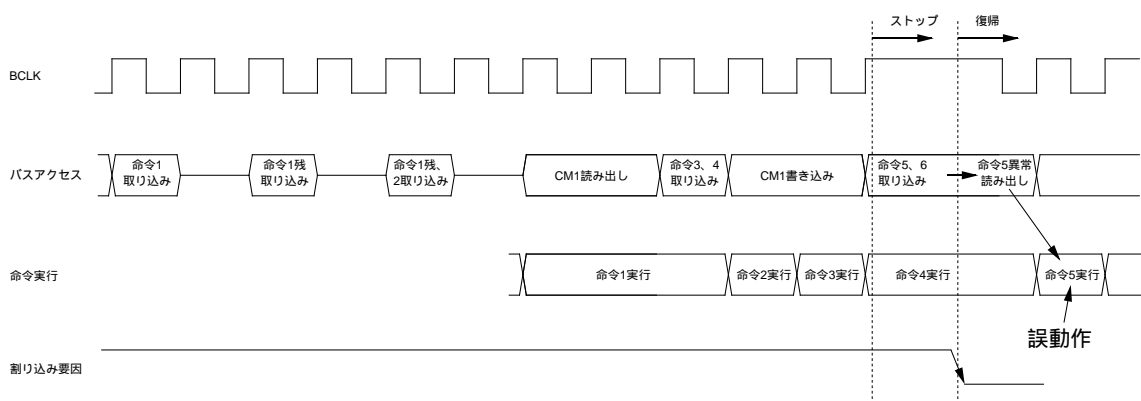 ストップ
復帰
BCLK
バスアクセス
命令1
取り込み
命令1残
取り込み
命令1残、
2取り込み
CM1読み出し
命令3、4
取り込み
CM1書き込み
命令5、6
取り込み
命令5異常
読み出し
命令実行
命令1実行
命令2実行
命令3実行
命令4実行
命令5実行
誤動作
割り込み要因